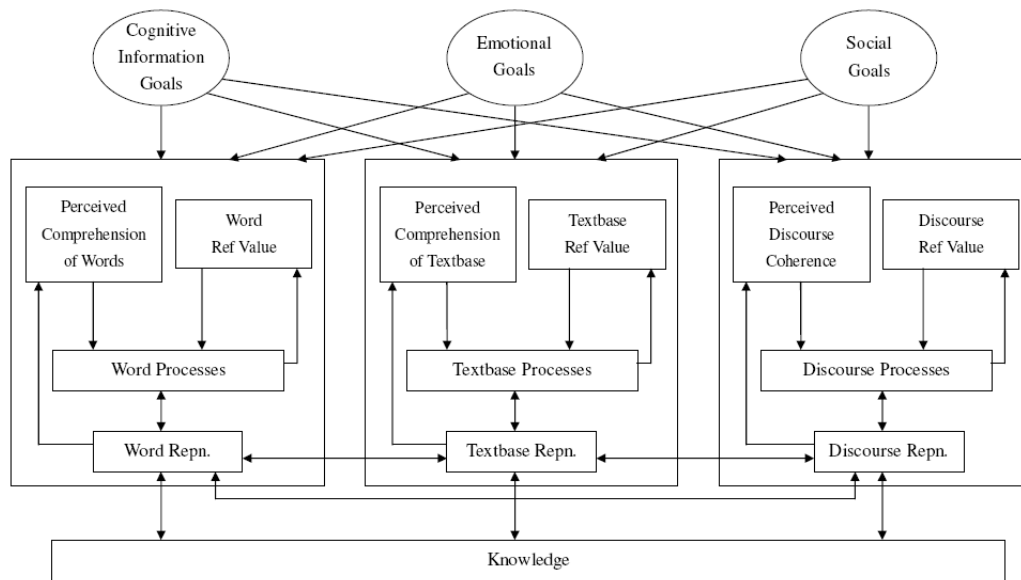 Cognitive
Information
Goals
Emotional
Goals
Social
Goals
Perceived
Comprehension
of Words
Word
Ref Value
Perceived
Comprehension
of Textbase
Textbase
Ref Value
Perceived
Discourse
Coherence
Discourse
Ref Value
Word Processes
Textbase Processes
Discourse Processes
Word Repn.
Textbase Repn.
Discourse Repn.
Knowledge